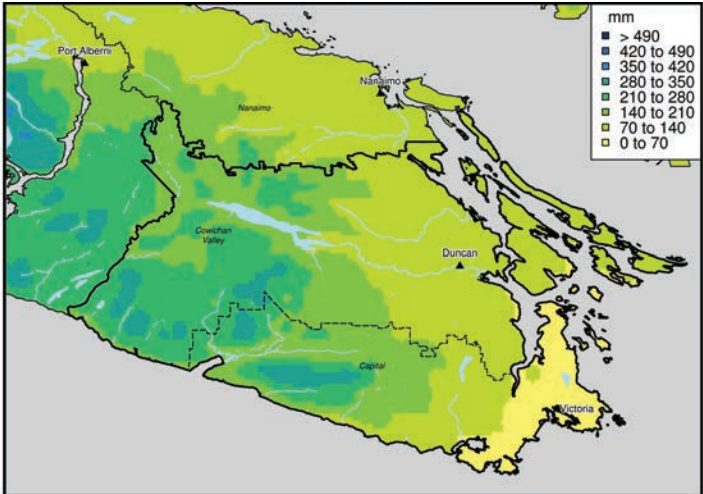 mm
> 490
420 to 490
350 to 420
280 to 350
210 to 280
140 to 210
70 to 140
0 to 70
Port Alberni
Nanaimo
Nanaimo
Cowichan
Valley
Duncan
Capital
Victoria